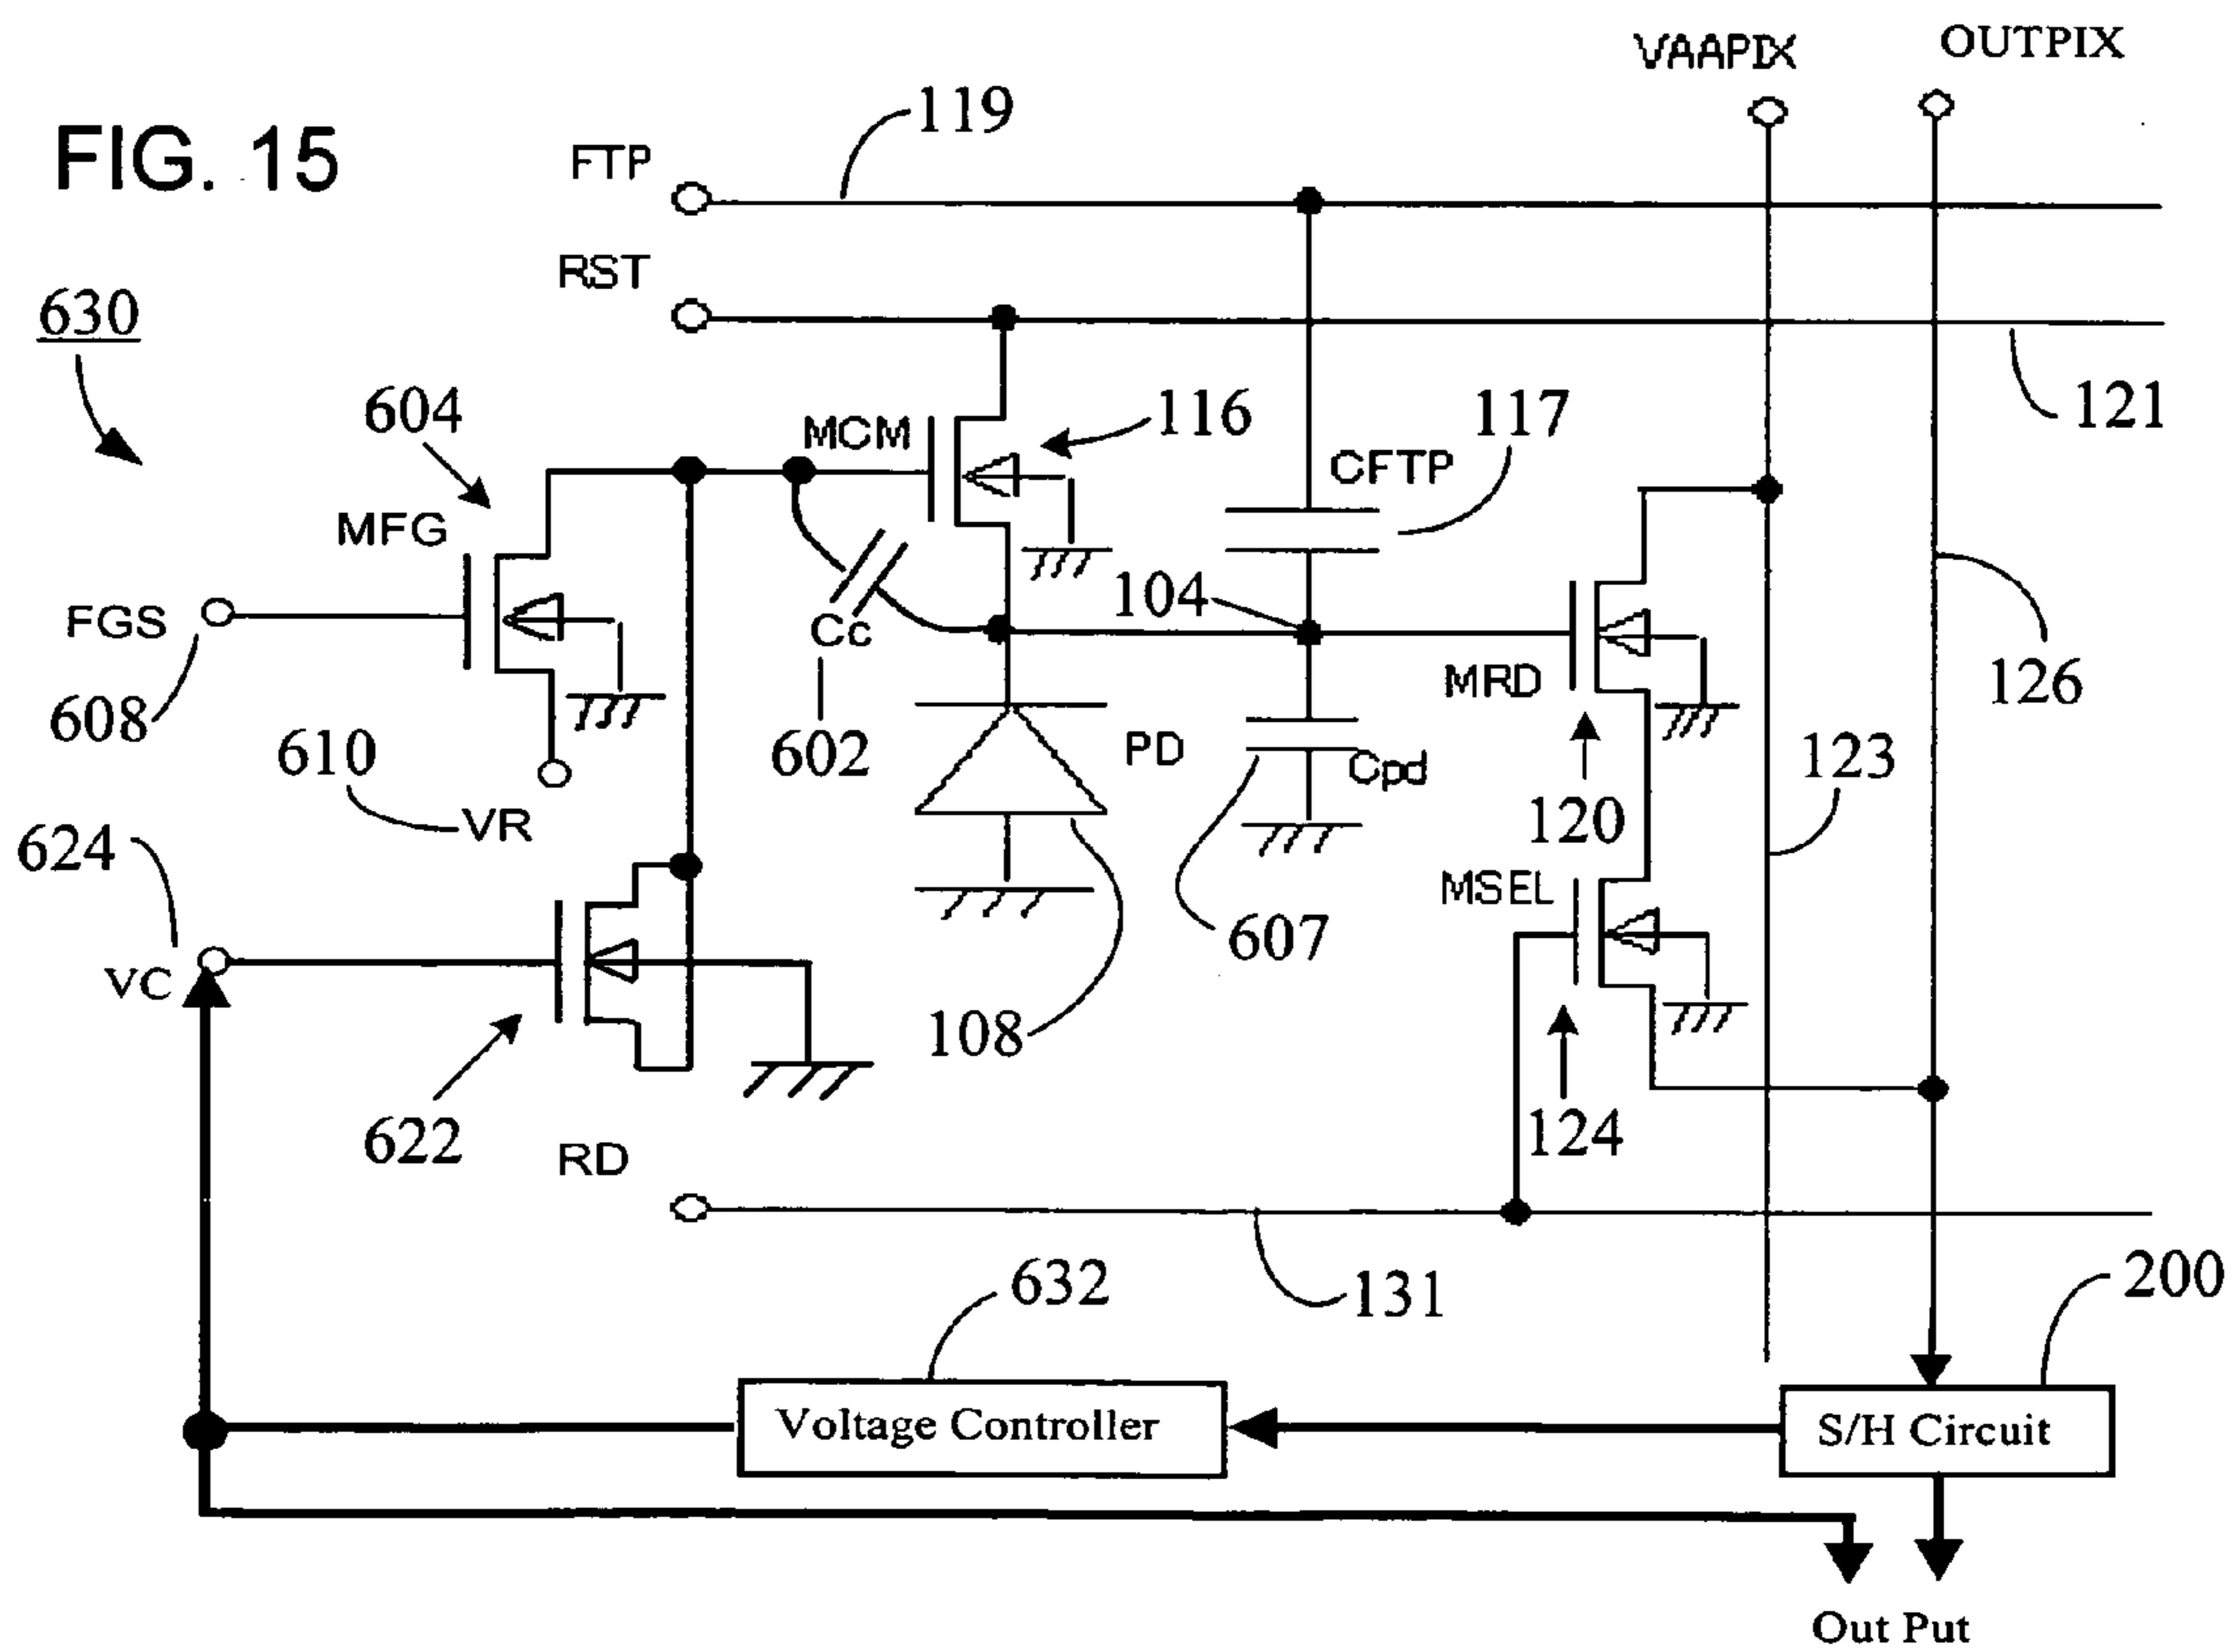 FIG. 15
VAAPIX
OUTPIX
119
FTP
RST
630
604
MCM
116
117
121
CFTP
MFG
104
FGS
Cc
MRD
126
608
610
602
PD
Cpd
123
VR
120
624
MSEL
607
VC
108
622
RD
124
632
131
200
Voltage Controller
S/H Circuit
Out Put